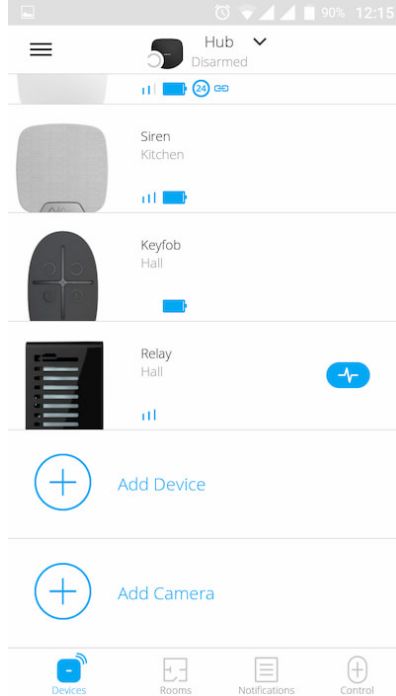 90% 12:15
Hub
Disarmed
24
Siren
Kitchen
Keyfob
Hall
Relay
Hall
Add Device
Add Camera
Devices Rooms Notifications Control